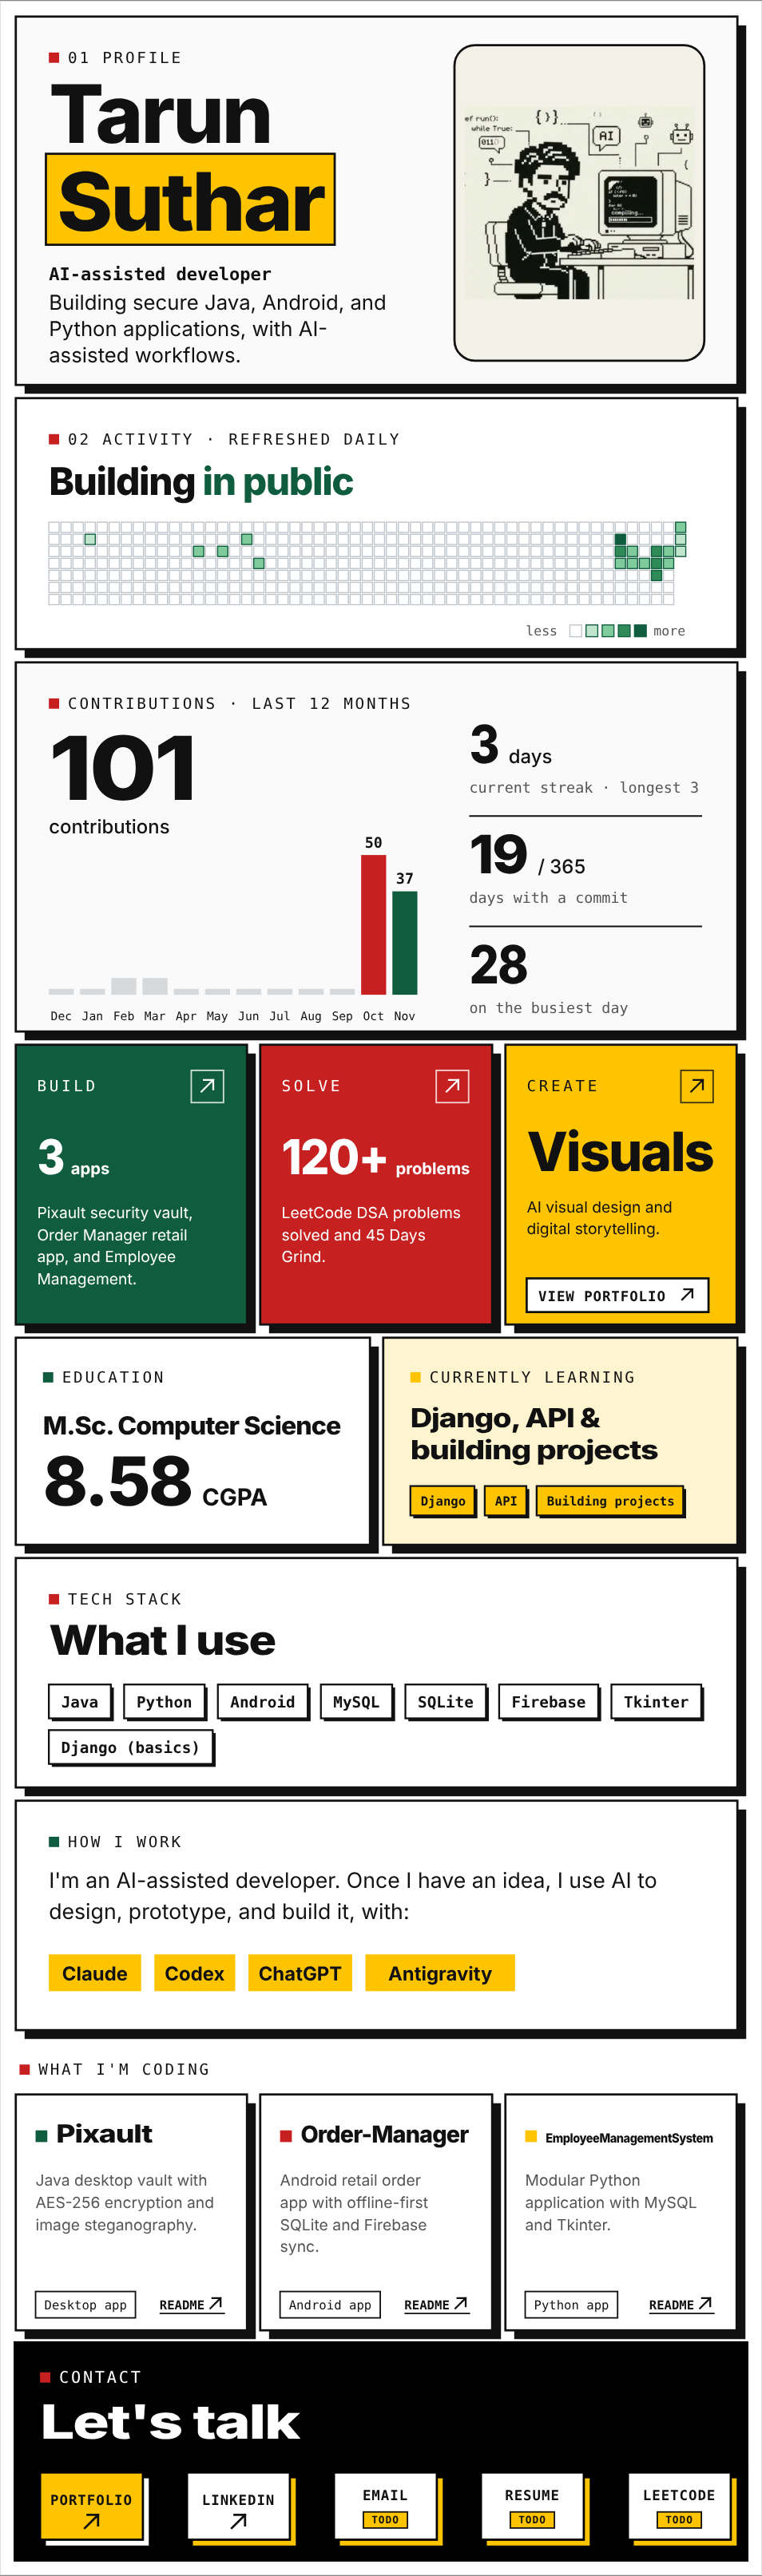 01 PROFILE
Tarun
Suthar
AI-assisted developer
Building secure Java, Android, and
Python applications, with AI-
assisted workflows.
ef run():
while True:
{ }
AI
compiling...
02 ACTIVITY · REFRESHED DAILY
Building in public
less
more
CONTRIBUTIONS · LAST 12 MONTHS
101
contributions
50
37
Dec Jan Feb Mar Apr May Jun Jul Aug Sep Oct Nov
3 days
current streak · longest 3
19 / 365
days with a commit
28
on the busiest day
BUILD
3 apps
Pixault security vault,
Order Manager retail
app, and Employee
Management.
SOLVE
120+ problems
LeetCode DSA problems
solved and 45 Days
Grind.
CREATE
Visuals
AI visual design and
digital storytelling.
VIEW PORTFOLIO
EDUCATION
M.Sc. Computer Science
8.58 CGPA
CURRENTLY LEARNING
Django, API &
building projects
Django
API
Building projects
TECH STACK
What I use
Java
Python
Android
MySQL
SQLite
Firebase
Tkinter
Django (basics)
HOW I WORK
I'm an AI-assisted developer. Once I have an idea, I use AI to
design, prototype, and build it, with:
Claude
Codex
ChatGPT
Antigravity
WHAT I'M CODING
Pixault
Java desktop vault with
AES-256 encryption and
image steganography.
Desktop app
README
Order-Manager
Android retail order
app with offline-first
SQLite and Firebase
sync.
Android app
README
EmployeeManagementSystem
Modular Python
application with MySQL
and Tkinter.
Python app
README
CONTACT
Let's talk
PORTFOLIO
LINKEDIN
EMAIL
TODO
RESUME
TODO
LEETCODE
TODO